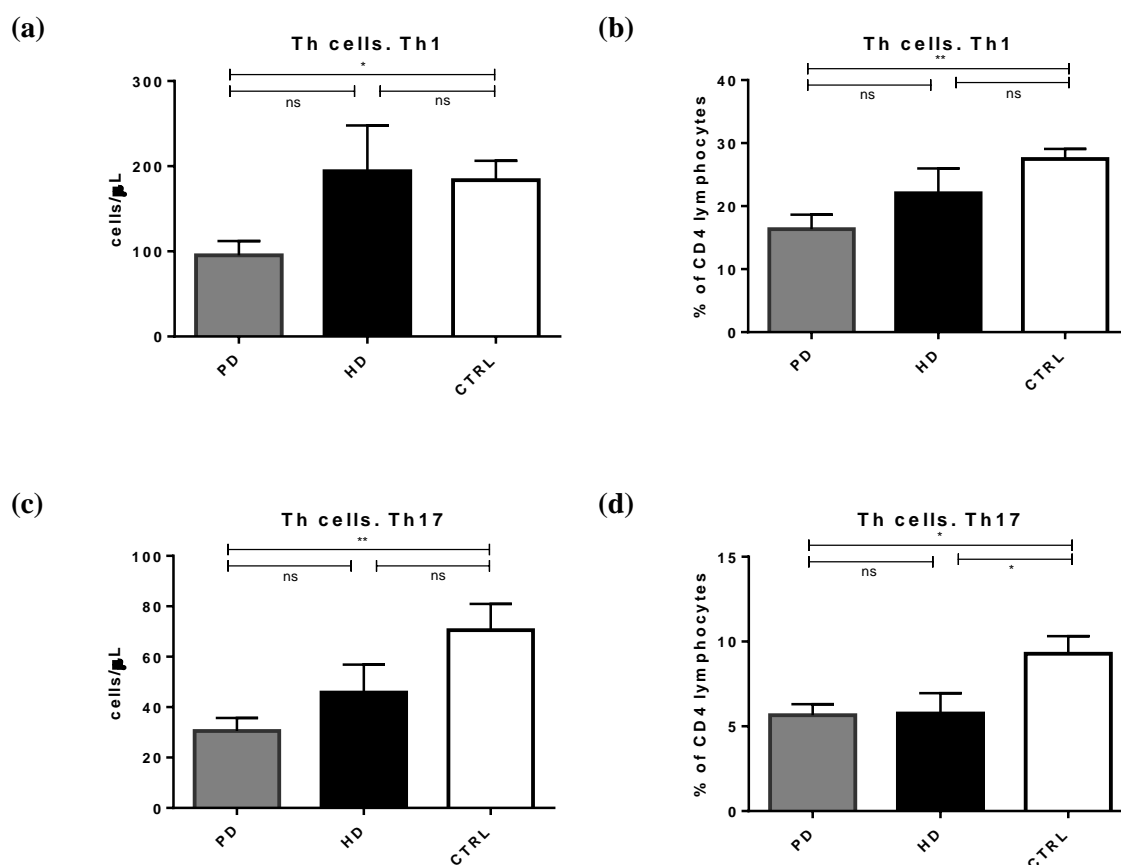 (a)
Th cells. Th1
*
ns
ns
cells/µL
300
200
100
0
PD
HD
CTRL
(b)
Th cells. Th1
**
ns
ns
% of CD4 lymphocytes
40
30
20
10
0
PD
HD
CTRL
(c)
Th cells. Th17
**
ns
ns
cells/µL
100
80
60
40
20
0
PD
HD
CTRL
(d)
Th cells. Th17
*
ns
*
% of CD4 lymphocytes
15
10
5
0
PD
HD
CTRL